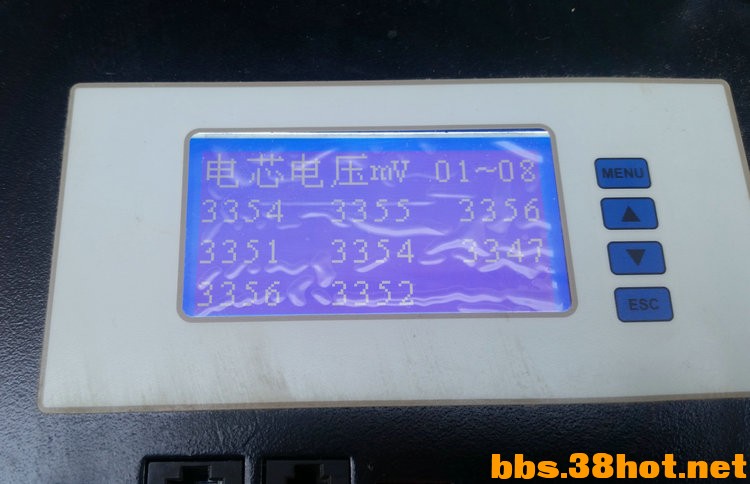 电芯电压mV 01~08
3354 3355 3356
3351 3354 3347
3356 3352
MENU
▲
▼
ESC
bbs.38hot.net